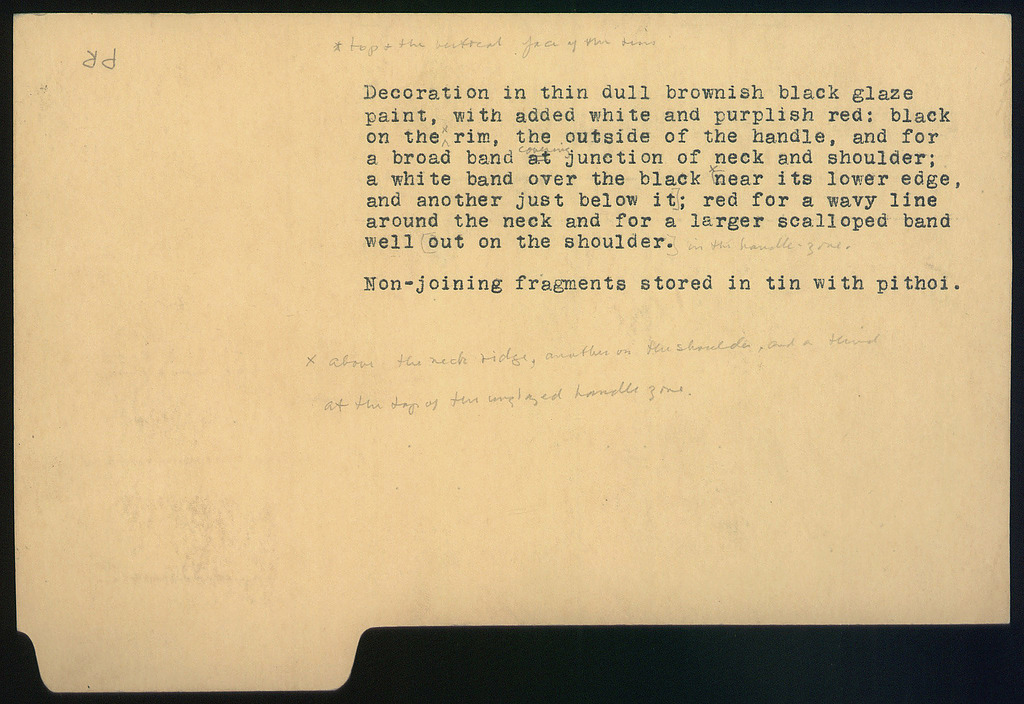 * top & the vertical face of the rim
PR
Decoration in thin dull brownish black glaze
paint, with added white and purplish red: black
on the x rim, the outside of the handle, and for
covering
a broad band at junction of neck and shoulder;
a white band over the black x near its lower edge,
and another just below it]; red for a wavy line
around the neck and for a larger scalloped band
well [out on the shoulder.] in the handle-zone.
Non-joining fragments stored in tin with pithoi.
x above the neck ridge, another on the shoulder, and a third
at the top of the unglazed handle zone.